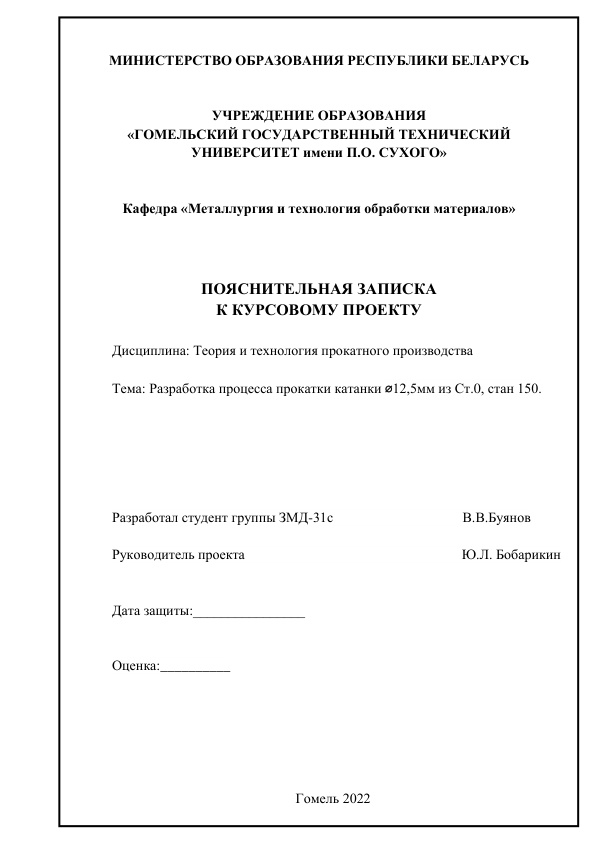 МИНИСТЕРСТВО ОБРАЗОВАНИЯ РЕСПУБЛИКИ БЕЛАРУСЬ
УЧРЕЖДЕНИЕ ОБРАЗОВАНИЯ
«ГОМЕЛЬСКИЙ ГОСУДАРСТВЕННЫЙ ТЕХНИЧЕСКИЙ
УНИВЕРСИТЕТ имени П.О. СУХОГО»
Кафедра «Металлургия и технология обработки материалов»
ПОЯСНИТЕЛЬНАЯ ЗАПИСКА
К КУРСОВОМУ ПРОЕКТУ
Дисциплина: Теория и технология прокатного производства
Тема: Разработка процесса прокатки катанки ⌀12,5мм из Ст.0, стан 150.
Разработал студент группы ЗМД-31с В.В.Буянов
Руководитель проекта Ю.Л. Бобарикин
Дата защиты:________________
Оценка:__________
Гомель 2022